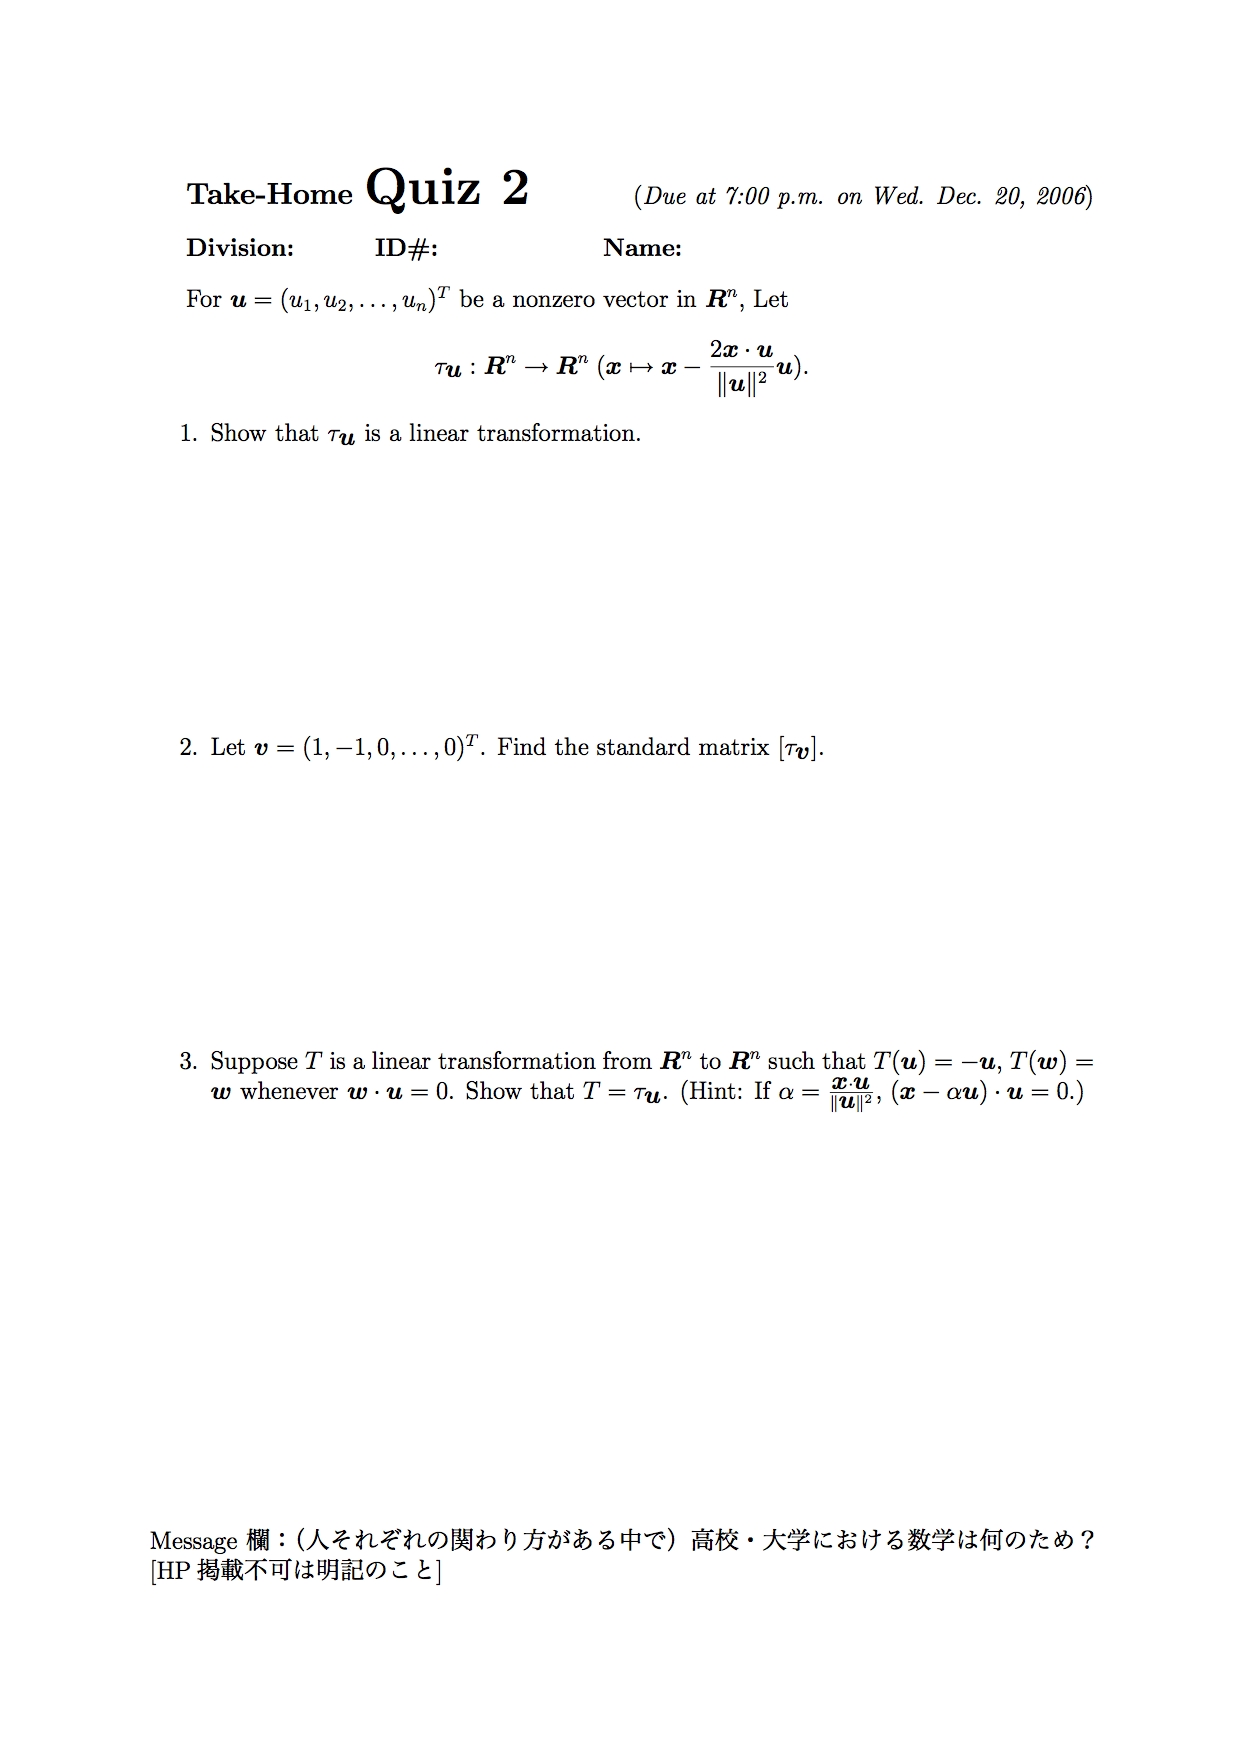 Take-Home Quiz 2 (Due at 7:00 p.m. on Wed. Dec. 20, 2006)
Division: ID#: Name:
For $\boldsymbol{u} = (u_1, u_2, \ldots, u_n)^T$ be a nonzero vector in $\boldsymbol{R}^n$, Let
$\tau_{\boldsymbol{u}} : \boldsymbol{R}^n \to \boldsymbol{R}^n \ (\boldsymbol{x} \mapsto \boldsymbol{x} - \frac{2\boldsymbol{x} \cdot \boldsymbol{u}}{\|\boldsymbol{u}\|^2} \boldsymbol{u}).$
1. Show that $\tau_{\boldsymbol{u}}$ is a linear transformation.
2. Let $\boldsymbol{v} = (1, -1, 0, \ldots, 0)^T$. Find the standard matrix $[\tau_{\boldsymbol{v}}]$.
3. Suppose $T$ is a linear transformation from $\boldsymbol{R}^n$ to $\boldsymbol{R}^n$ such that $T(\boldsymbol{u}) = -\boldsymbol{u}$, $T(\boldsymbol{w}) =$
$\boldsymbol{w}$ whenever $\boldsymbol{w} \cdot \boldsymbol{u} = 0$. Show that $T = \tau_{\boldsymbol{u}}$. (Hint: If $\alpha = \frac{\boldsymbol{x} \cdot \boldsymbol{u}}{\|\boldsymbol{u}\|^2}$, $(\boldsymbol{x} - \alpha\boldsymbol{u}) \cdot \boldsymbol{u} = 0$.)
Message 欄：（人それぞれの関わり方がある中で）高校・大学における数学は何のため？
[HP 掲載不可は明記のこと]